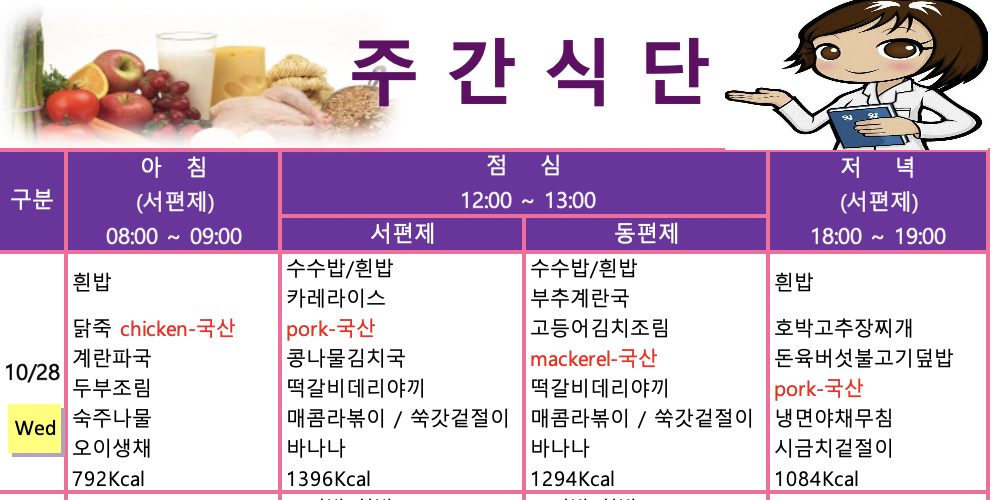 주 간 식 단
구분
아 침
(서편제)
08:00 ~ 09:00
점 심
12:00 ~ 13:00
서편제
동편제
저 녁
(서편제)
18:00 ~ 19:00
10/28
Wed
흰밥
닭죽 chicken-국산
계란파국
두부조림
숙주나물
오이생채
792Kcal
수수밥/흰밥
카레라이스
pork-국산
콩나물김치국
떡갈비데리야끼
매콤라볶이 / 쑥갓겉절이
바나나
1396Kcal
수수밥/흰밥
부추계란국
고등어김치조림
mackerel-국산
떡갈비데리야끼
매콤라볶이 / 쑥갓겉절이
바나나
1294Kcal
흰밥
호박고추장찌개
돈육버섯불고기덮밥
pork-국산
냉면야채무침
시금치겉절이
1084Kcal